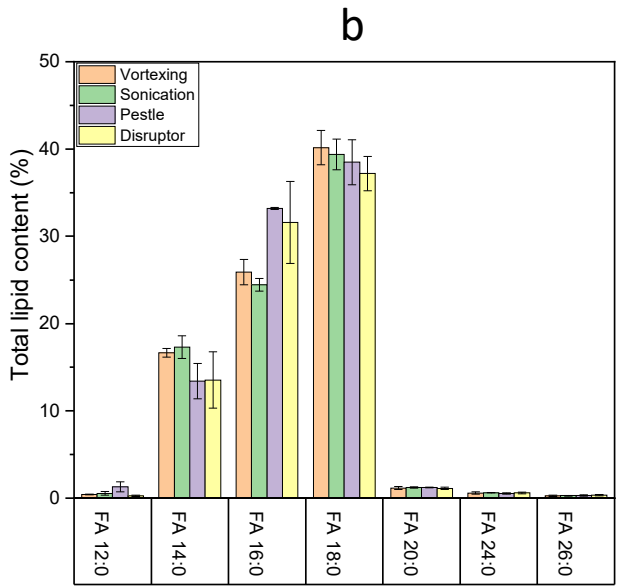 b
Total lipid content (%)
50
40
30
20
10
0
Vortexing
Sonication
Pestle
Disruptor
FA 12:0
FA 14:0
FA 16:0
FA 18:0
FA 20:0
FA 24:0
FA 26:0